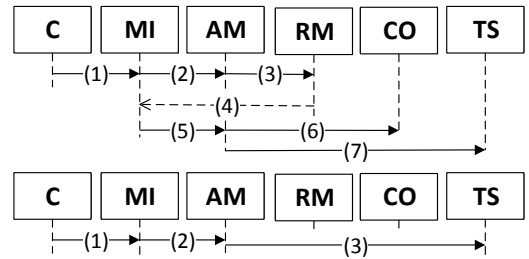 C MI AM RM CO TS
(1) (2) (3)
(4)
(5) (6)
(7)
C MI AM RM CO TS
(1) (2) (3)